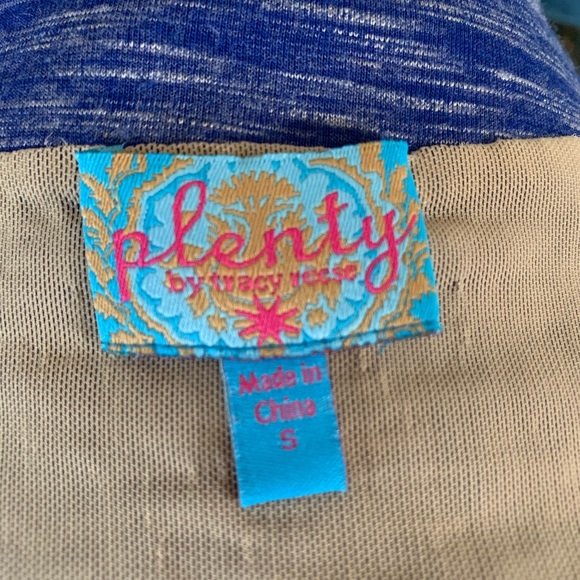 plenty
by tracy reese
Made in
China
S